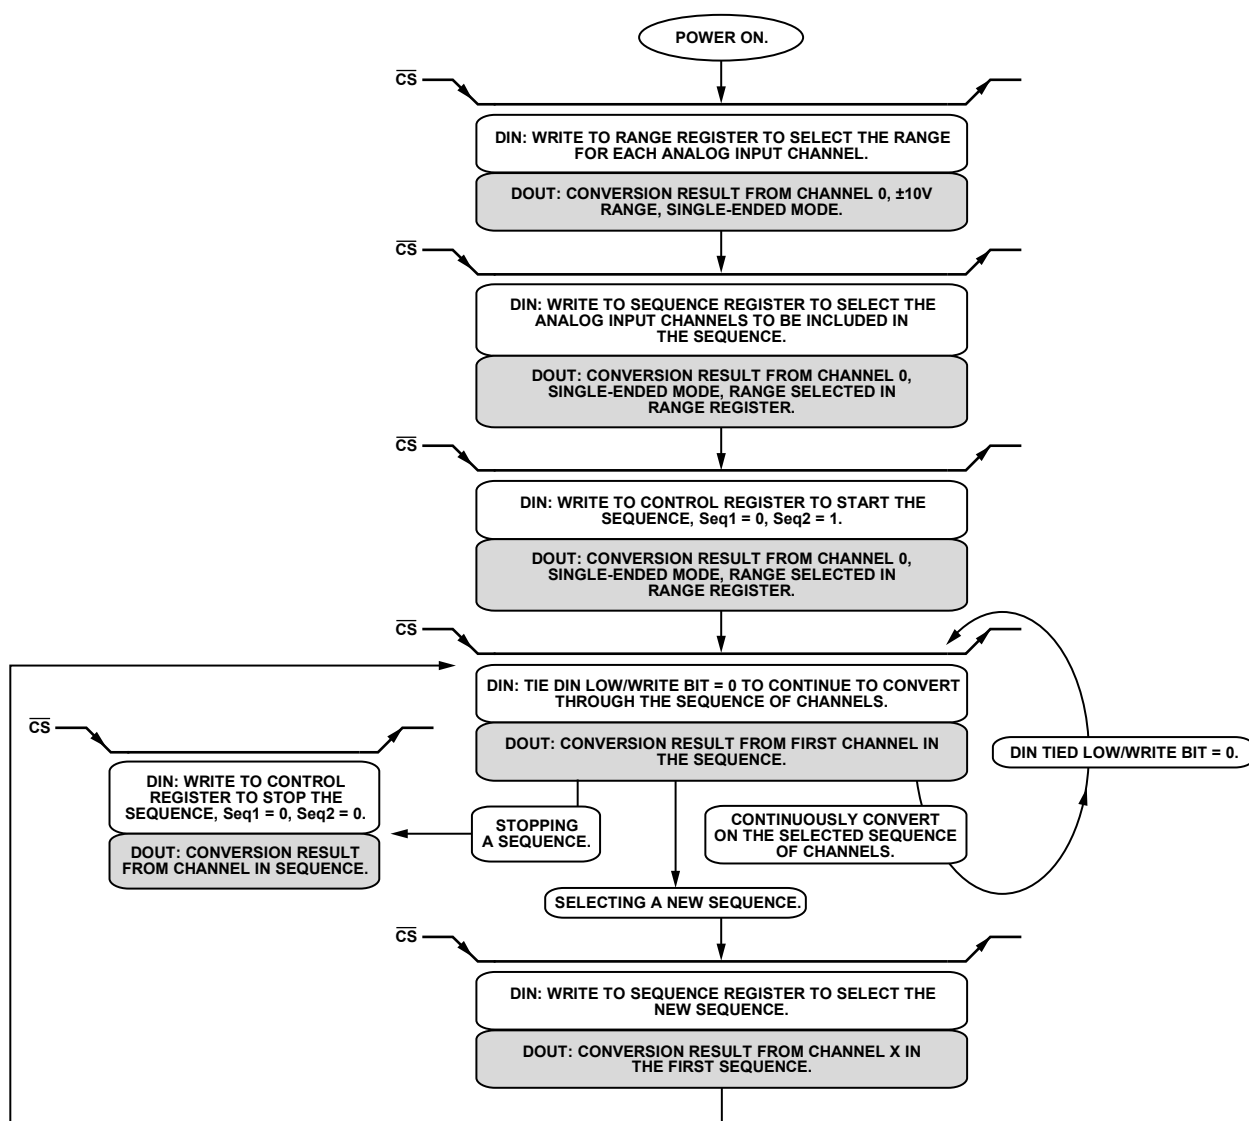 POWER ON.
CS
DIN: WRITE TO RANGE REGISTER TO SELECT THE RANGE
FOR EACH ANALOG INPUT CHANNEL.
DOUT: CONVERSION RESULT FROM CHANNEL 0, ±10V
RANGE, SINGLE-ENDED MODE.
CS
DIN: WRITE TO SEQUENCE REGISTER TO SELECT THE
ANALOG INPUT CHANNELS TO BE INCLUDED IN
THE SEQUENCE.
DOUT: CONVERSION RESULT FROM CHANNEL 0,
SINGLE-ENDED MODE, RANGE SELECTED IN
RANGE REGISTER.
CS
DIN: WRITE TO CONTROL REGISTER TO START THE
SEQUENCE, Seq1 = 0, Seq2 = 1.
DOUT: CONVERSION RESULT FROM CHANNEL 0,
SINGLE-ENDED MODE, RANGE SELECTED IN
RANGE REGISTER.
CS
DIN: TIE DIN LOW/WRITE BIT = 0 TO CONTINUE TO CONVERT
THROUGH THE SEQUENCE OF CHANNELS.
DOUT: CONVERSION RESULT FROM FIRST CHANNEL IN
THE SEQUENCE.
DIN TIED LOW/WRITE BIT = 0.
CS
DIN: WRITE TO CONTROL
REGISTER TO STOP THE
SEQUENCE, Seq1 = 0, Seq2 = 0.
DOUT: CONVERSION RESULT
FROM CHANNEL IN SEQUENCE.
STOPPING
A SEQUENCE.
CONTINUOUSLY CONVERT
ON THE SELECTED SEQUENCE
OF CHANNELS.
SELECTING A NEW SEQUENCE.
CS
DIN: WRITE TO SEQUENCE REGISTER TO SELECT THE
NEW SEQUENCE.
DOUT: CONVERSION RESULT FROM CHANNEL X IN
THE FIRST SEQUENCE.